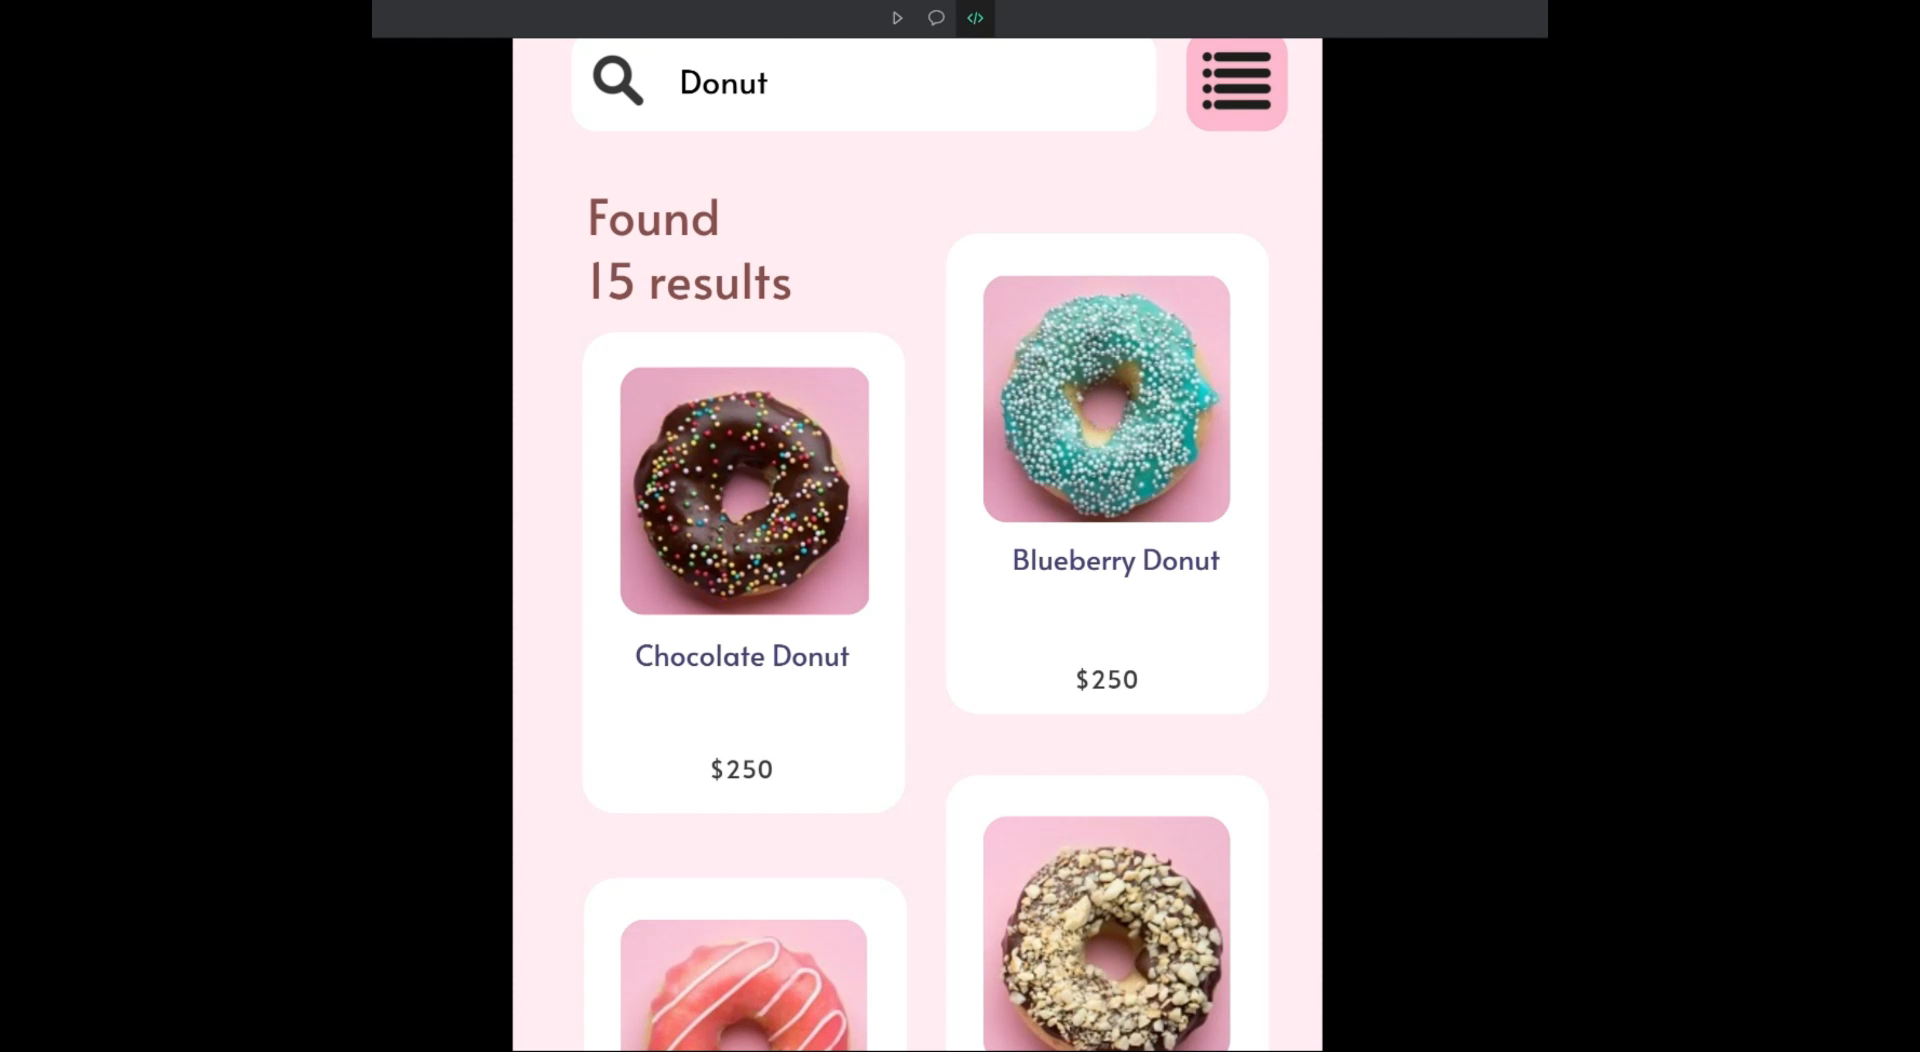 Donut
Found
15 results
Blueberry Donut
$250
Chocolate Donut
$250